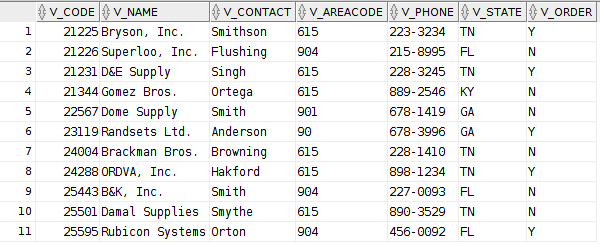 V_CODE V_NAME V_CONTACT V_AREACODE V_PHONE V_STATE V_ORDER
1 21225 Bryson, Inc. Smithson 615 223-3234 TN Y
2 21226 Superloo, Inc. Flushing 904 215-8995 FL N
3 21231 D&E Supply Singh 615 228-3245 TN Y
4 21344 Gomez Bros. Ortega 615 889-2546 KY N
5 22567 Dome Supply Smith 901 678-1419 GA N
6 23119 Randsets Ltd. Anderson 90 678-3996 GA Y
7 24004 Brackman Bros. Browning 615 228-1410 TN N
8 24288 ORDVA, Inc. Hakford 615 898-1234 TN Y
9 25443 B&K, Inc. Smith 904 227-0093 FL N
10 25501 Damal Supplies Smythe 615 890-3529 TN N
11 25595 Rubicon Systems Orton 904 456-0092 FL Y